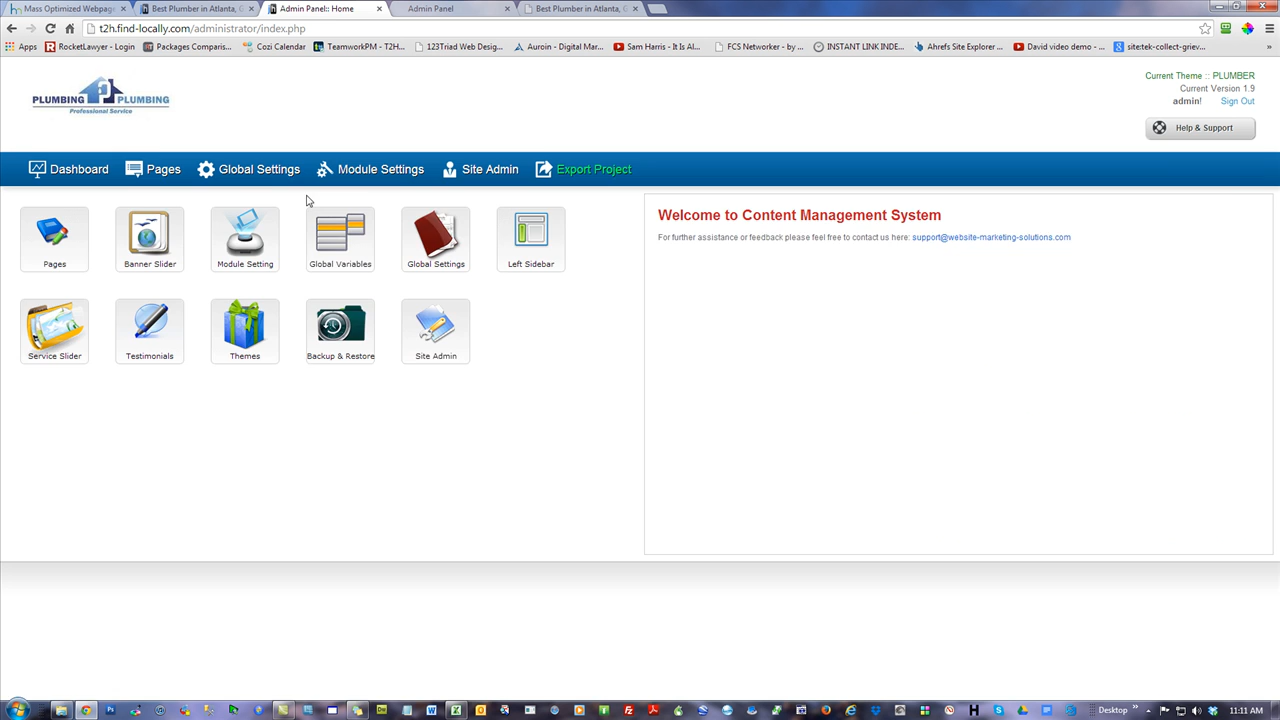 Mass Optimized Webpag
Best Plumber in Atlanta, G
Admin Panel:: Home
Admin Panel
Best Plumber in Atlanta, G
t2h.find-locally.com/administrator/index.php
Apps
RocketLawyer - Login
Packages Comparis...
Cozi Calendar
TeamworkPM - T2H...
123Triad Web Desig...
Auroin - Digital Mar...
Sam Harris - It Is Al...
FCS Networker - by...
INSTANT LINK INDE...
Ahrefs Site Explorer ...
David video demo -...
site:tek-collect-griev...
PLUMBING PLUMBING
Professional Service
Current Theme :: PLUMBER
Current Version 1.9
admin! Sign Out
Help & Support
Dashboard
Pages
Global Settings
Module Settings
Site Admin
Export Project
Pages
Banner Slider
Module Setting
Global Variables
Global Settings
Left Sidebar
Service Slider
Testimonials
Themes
Backup & Restore
Site Admin
Welcome to Content Management System
For further assistance or feedback please feel free to contact us here: support@website-marketing-solutions.com
Desktop
11:11 AM